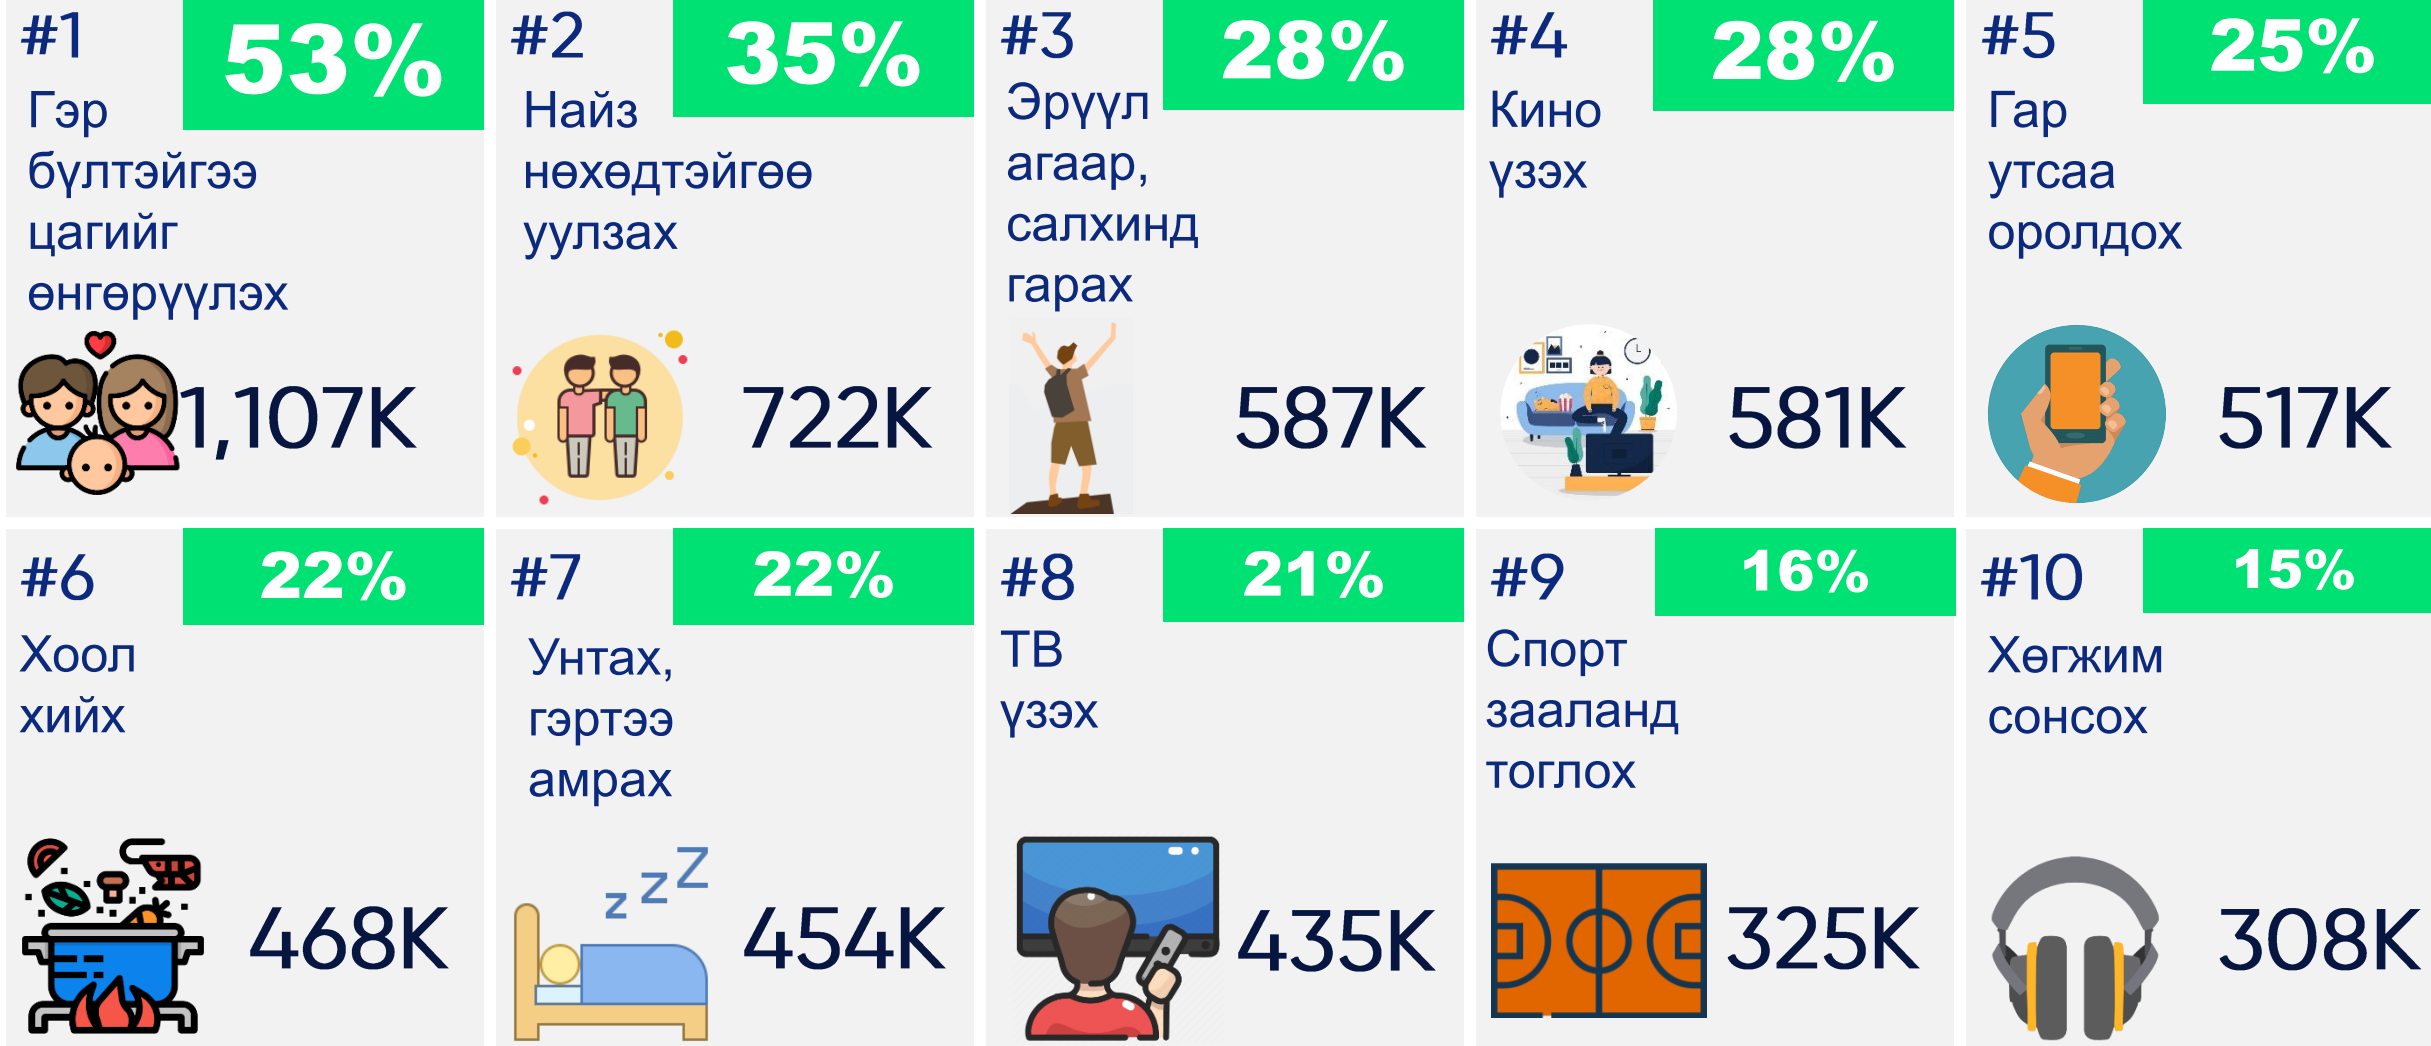 #1
53%
Гэр
бүлтэйгээ
цагийг
өнгөрүүлэх
1,107K
#2
35%
Найз
нөхөдтэйгөө
уулзах
722K
#3
28%
Эрүүл
агаар,
салхинд
гарах
587K
#4
28%
Кино
үзэх
581K
#5
25%
Гар
утсаа
оролдох
517K
#6
22%
Хоол
хийх
468K
#7
22%
Унтах,
гэртээ
амрах
z z Z
454K
#8
21%
ТВ
үзэх
435K
#9
16%
Спорт
зааланд
тоглох
325K
#10
15%
Хөгжим
сонсох
308K